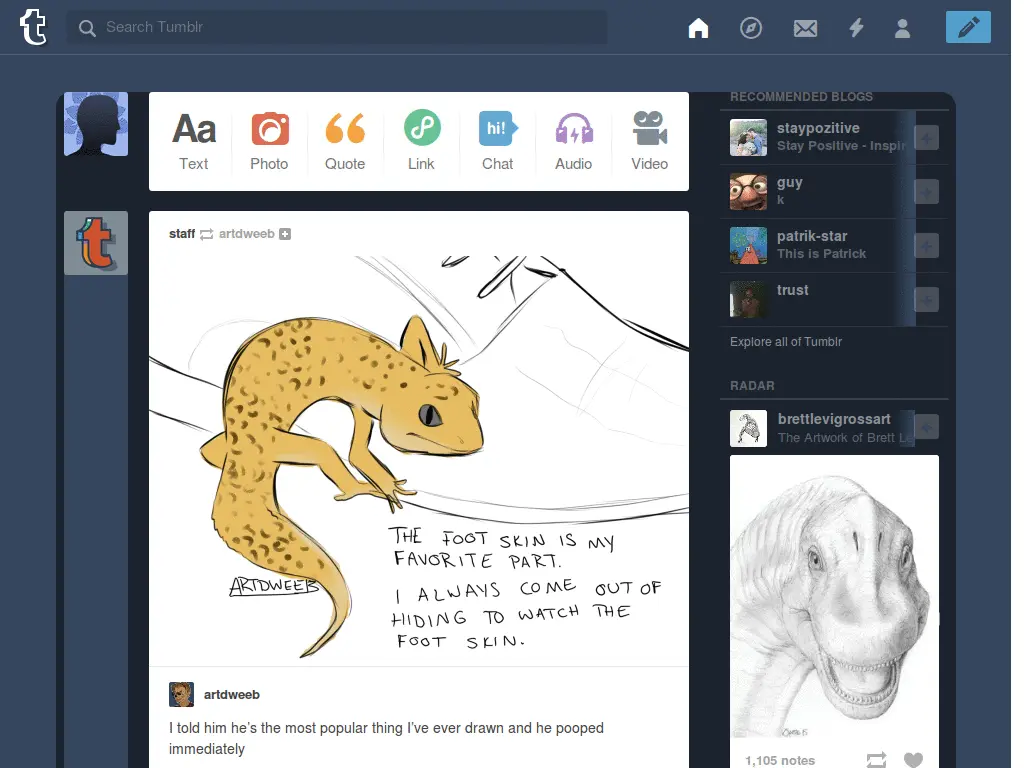 Search Tumblr
Aa
Text
Photo
Quote
Link
hi!
Chat
Audio
Video
staff artdweeb
THE FOOT SKIN IS MY
FAVORITE PART.
I ALWAYS COME OUT OF
HIDING TO WATCH THE
FOOT SKIN.
ARTDWEEB
artdweeb
I told him he's the most popular thing I've ever drawn and he pooped
immediately
RECOMMENDED BLOGS
staypozitive
Stay Positive - Inspir
guy
k
patrik-star
This is Patrick
trust
Explore all of Tumblr
RADAR
brettlevigrossart
The Artwork of Brett Le
1,105 notes